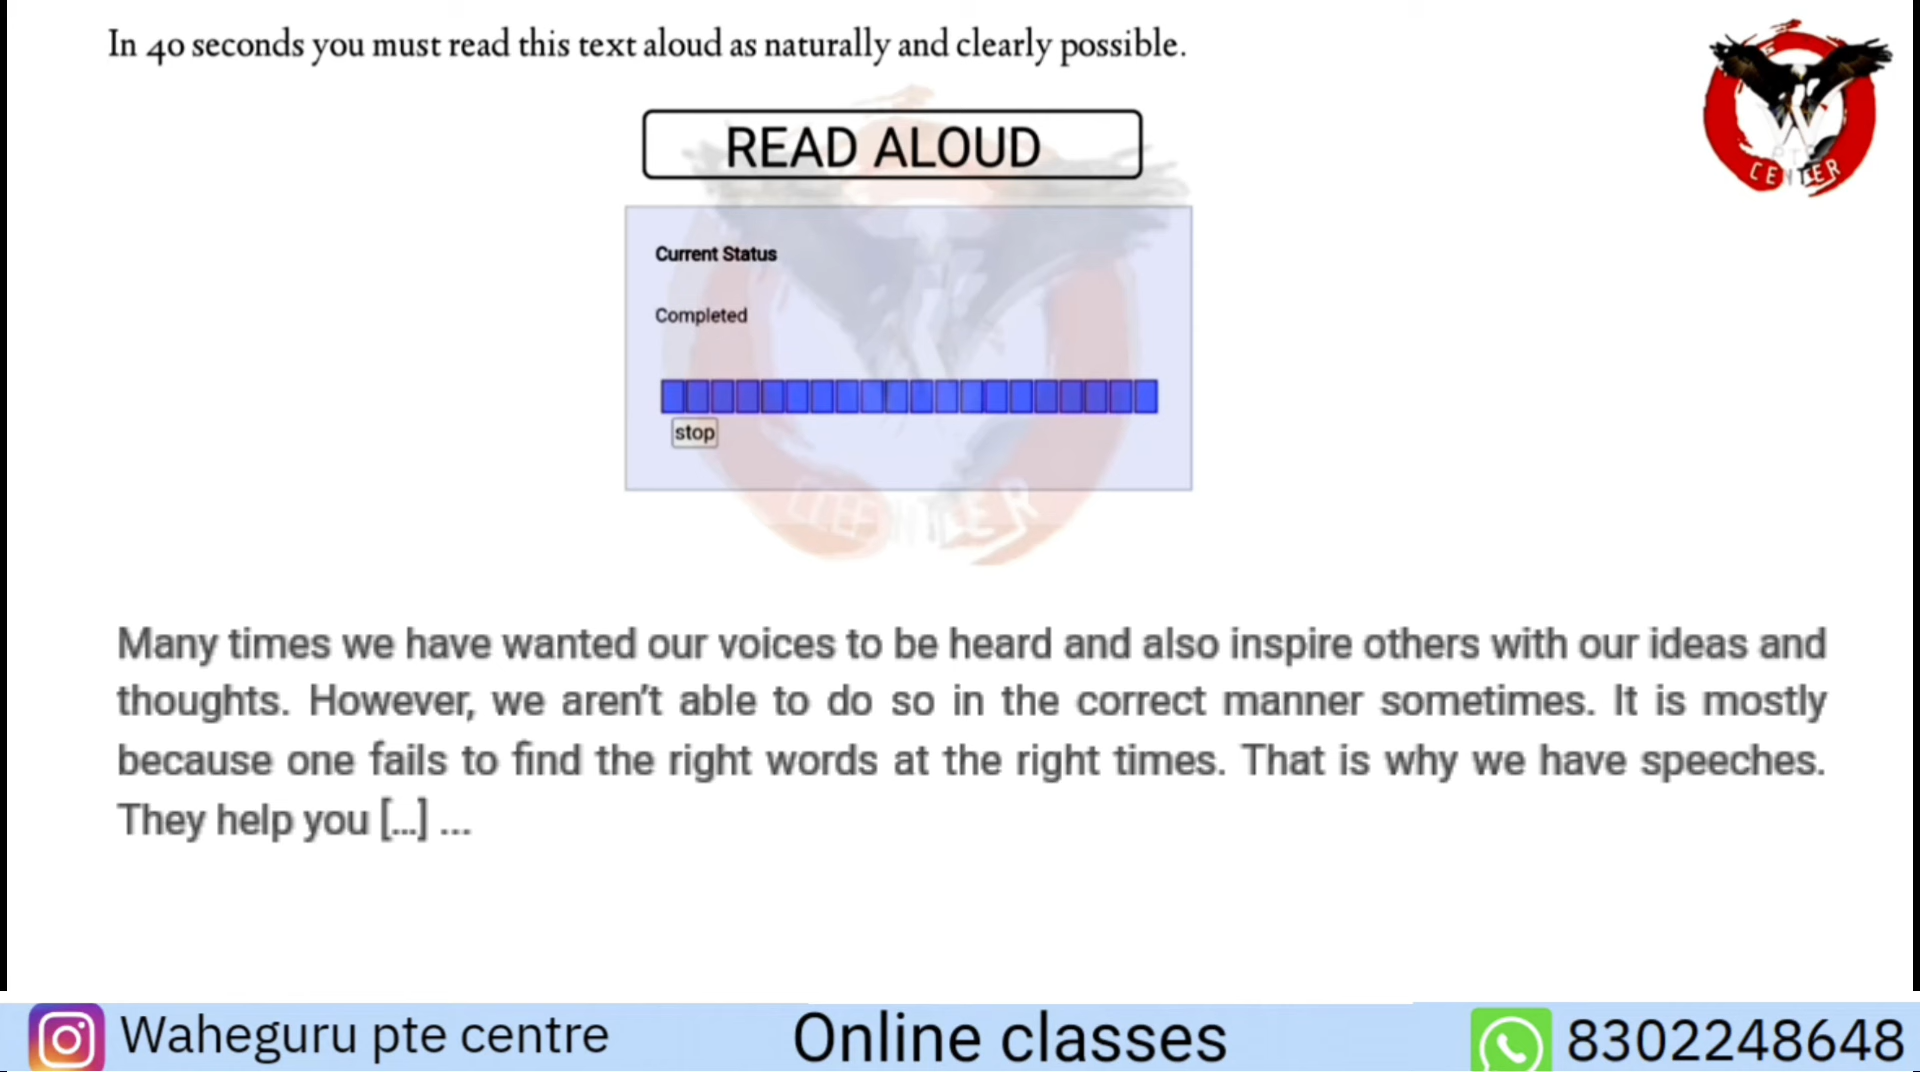 In 40 seconds you must read this text aloud as naturally and clearly possible.
W
PTE
CENTER
READ ALOUD
Current Status
Completed
stop
CENTER
Many times we have wanted our voices to be heard and also inspire others with our ideas and
thoughts. However, we aren’t able to do so in the correct manner sometimes. It is mostly
because one fails to find the right words at the right times. That is why we have speeches.
They help you [...] ...
Waheguru pte centre
Online classes
8302248648